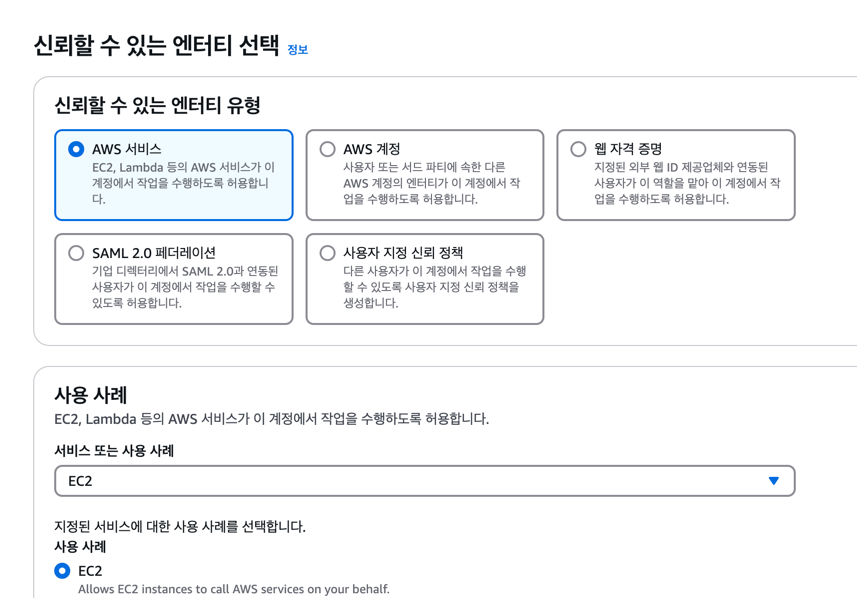 신뢰할 수 있는 엔터티 선택 정보
신뢰할 수 있는 엔터티 유형
AWS 서비스
EC2, Lambda 등의 AWS 서비스가 이
계정에서 작업을 수행하도록 허용합니
다.
AWS 계정
사용자 또는 서드 파티에 속한 다른
AWS 계정의 엔터티가 이 계정에서 작
업을 수행하도록 허용합니다.
웹 자격 증명
지정된 외부 웹 ID 제공업체와 연동된
사용자가 이 역할을 맡아 이 계정에서 작
업을 수행하도록 허용합니다.
SAML 2.0 페더레이션
기업 디렉터리에서 SAML 2.0과 연동된
사용자가 이 계정에서 작업을 수행할 수
있도록 허용합니다.
사용자 지정 신뢰 정책
다른 사용자가 이 계정에서 작업을 수행
할 수 있도록 사용자 지정 신뢰 정책을
생성합니다.
사용 사례
EC2, Lambda 등의 AWS 서비스가 이 계정에서 작업을 수행하도록 허용합니다.
서비스 또는 사용 사례
EC2
지정된 서비스에 대한 사용 사례를 선택합니다.
사용 사례
EC2
Allows EC2 instances to call AWS services on your behalf.